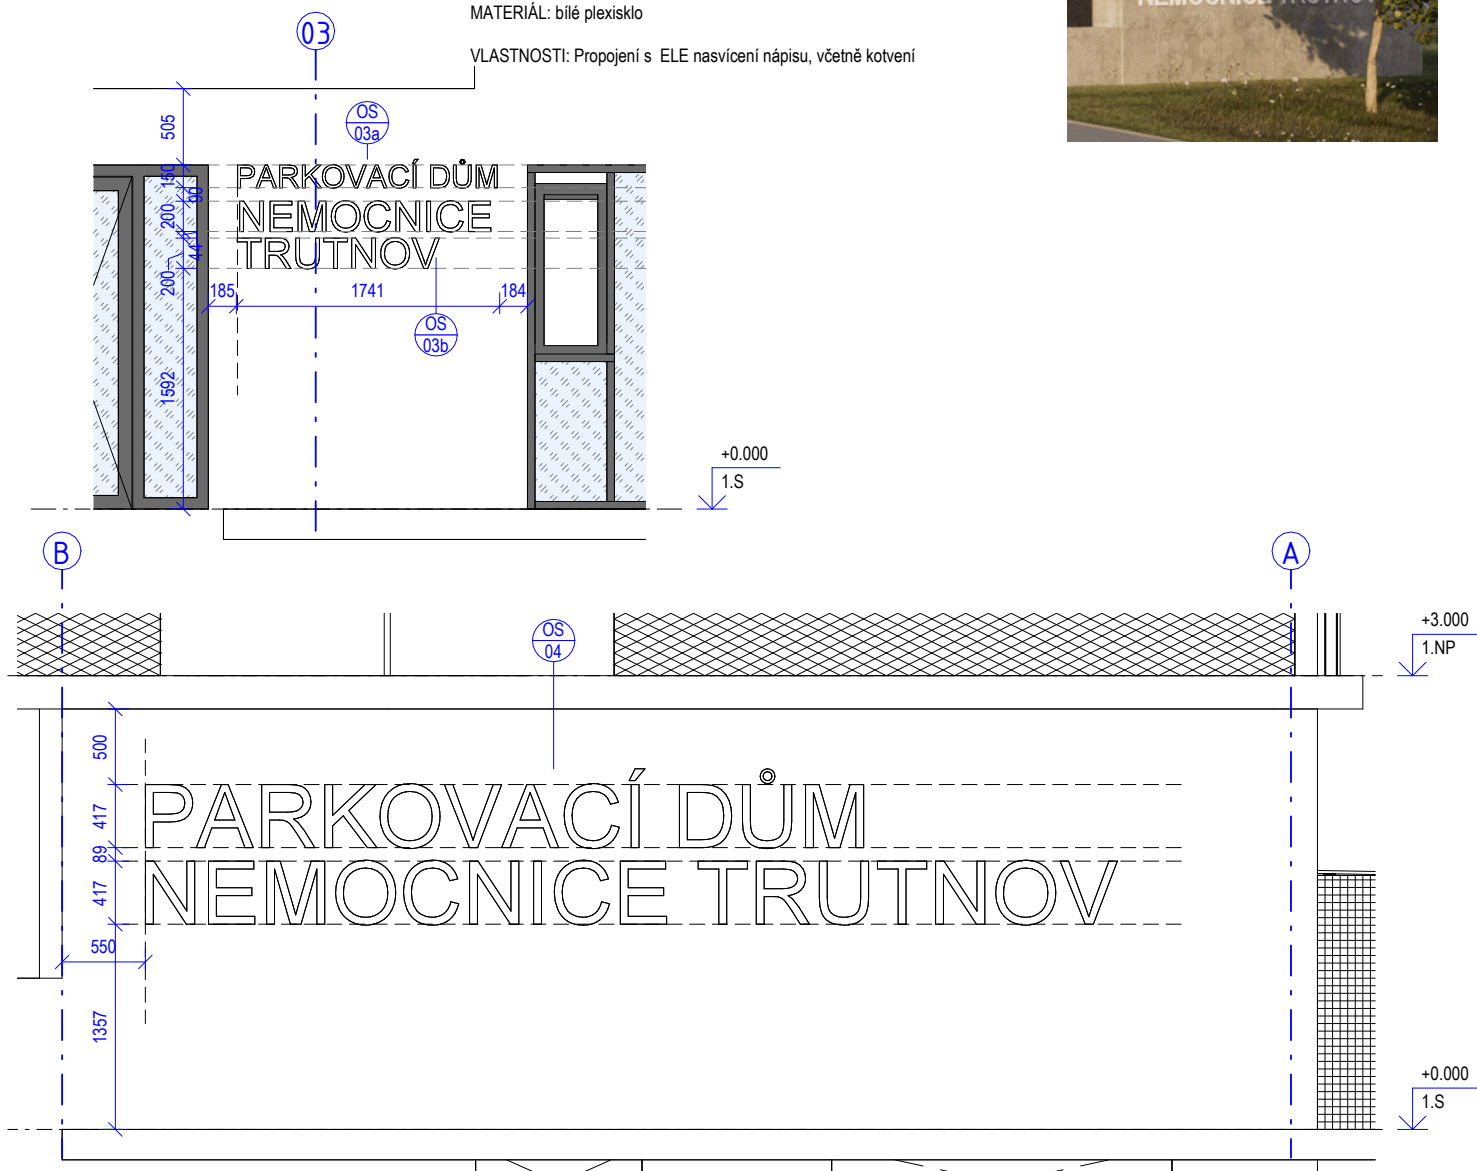 MATERIÁL: bílé plexisklo
VLASTNOSTI: Propojení s ELE nasvícení nápisu, včetně kotvení
NEMOCNICE TRUTNOV
03
OS
03a
505
150
90
200
44
200
1592
PARKOVACÍ DŮM
NEMOCNICE
TRUTNOV
185
1741
184
OS
03b
+0.000
1.S
B
A
OS
04
+3.000
1.NP
500
417
89
417
550
1357
PARKOVACÍ DŮM
NEMOCNICE TRUTNOV
+0.000
1.S